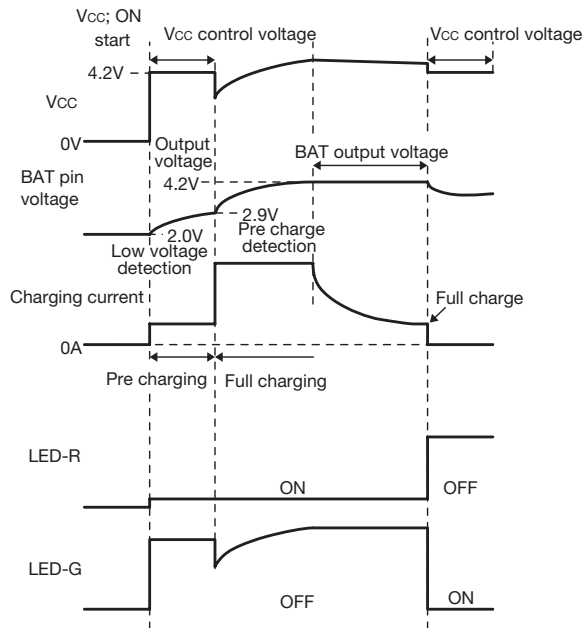 VCC; ON
start
VCC control voltage
VCC control voltage
4.2V
VCC
0V
Output
voltage
BAT output voltage
BAT pin
voltage
4.2V
2.9V
2.0V
Pre charge
detection
Low voltage
detection
Charging current
Full charge
0A
Pre charging
Full charging
LED-R
ON
OFF
LED-G
OFF
ON